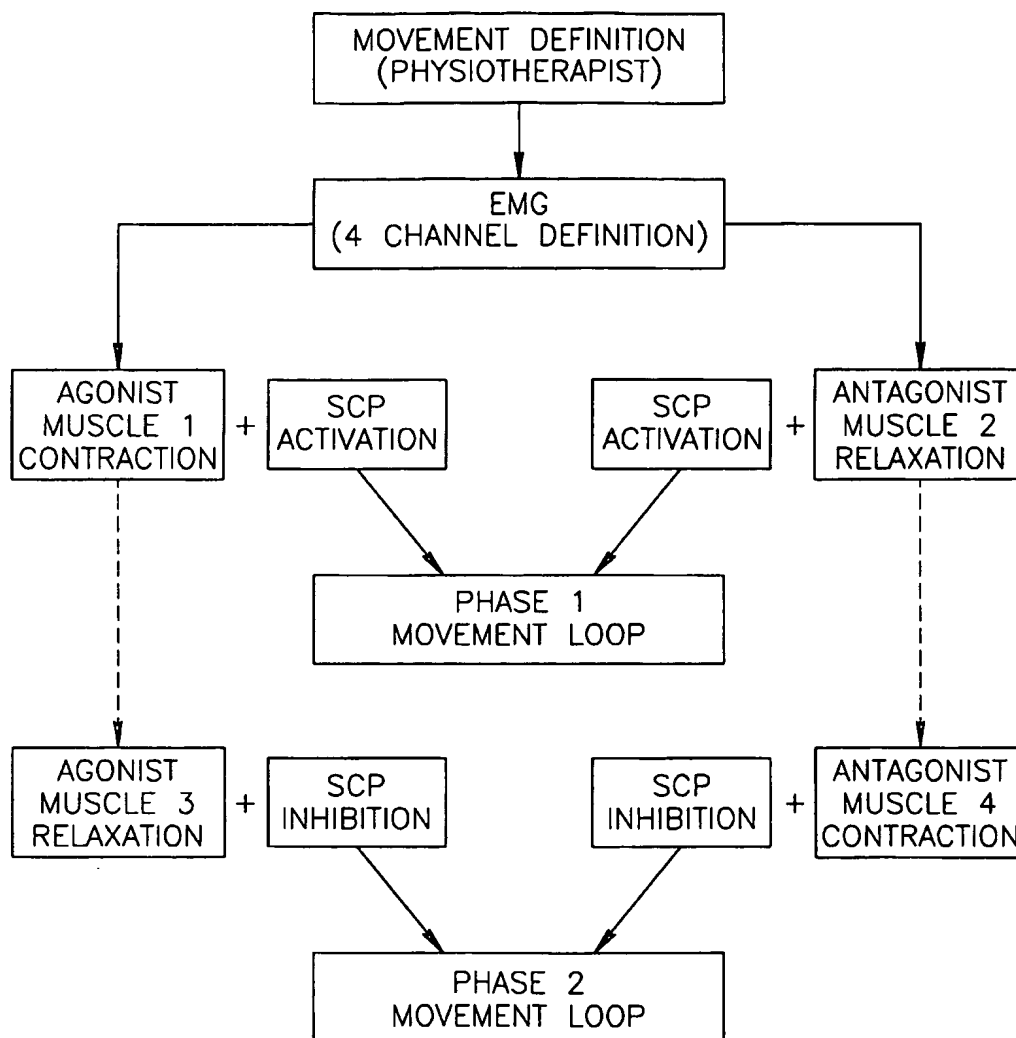 MOVEMENT DEFINITION
(PHYSIOTHERAPIST)
EMG
(4 CHANNEL DEFINITION)
AGONIST
MUSCLE 1
CONTRACTION
+
SCP
ACTIVATION
SCP
ACTIVATION
+
ANTAGONIST
MUSCLE 2
RELAXATION
PHASE 1
MOVEMENT LOOP
AGONIST
MUSCLE 3
RELAXATION
+
SCP
INHIBITION
SCP
INHIBITION
+
ANTAGONIST
MUSCLE 4
CONTRACTION
PHASE 2
MOVEMENT LOOP